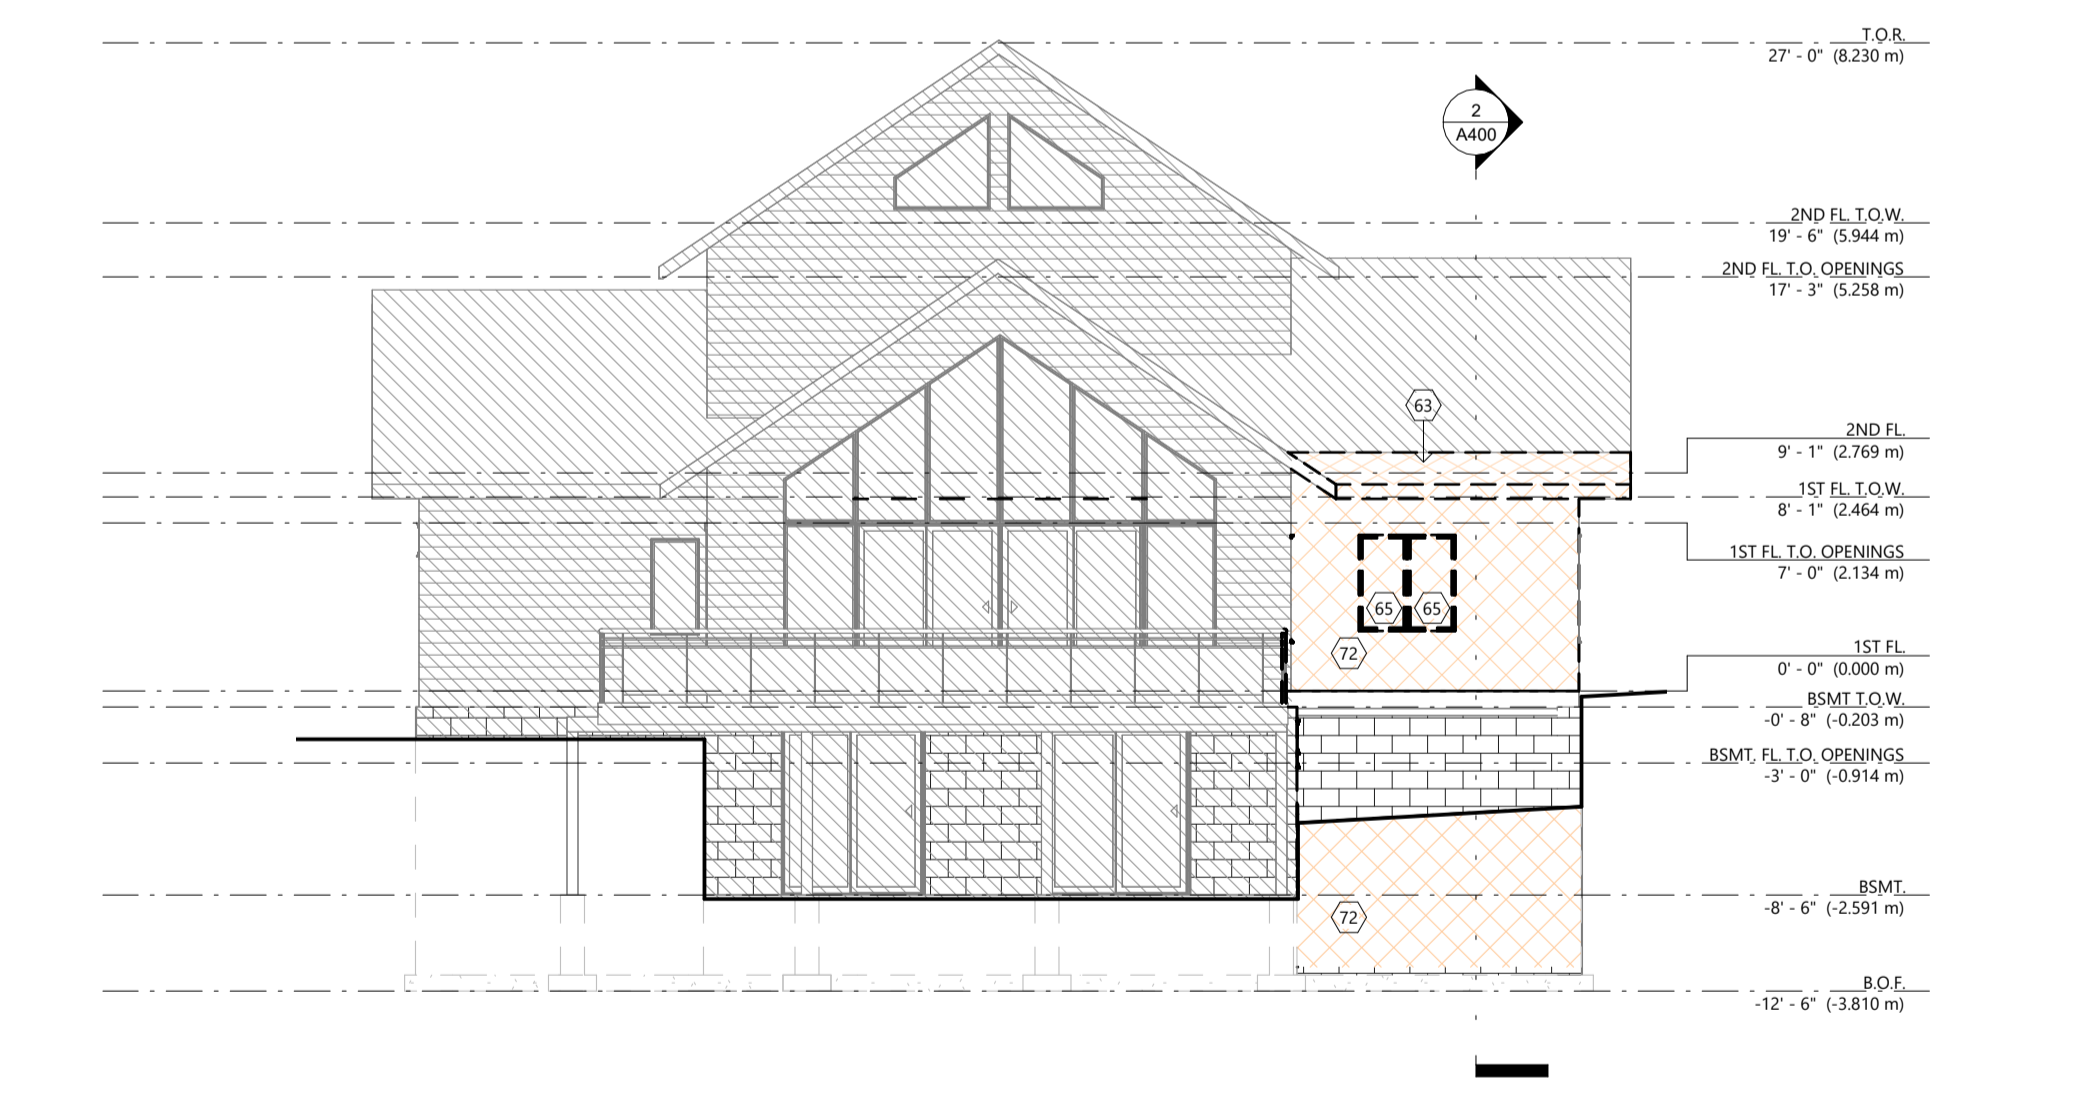 T.O.R.
27' - 0" (8.230 m)
2
A400
2ND FL. T.O.W.
19' - 6" (5.944 m)
2ND FL. T.O. OPENINGS
17' - 3" (5.258 m)
63
2ND FL.
9' - 1" (2.769 m)
1ST FL. T.O.W.
8' - 1" (2.464 m)
1ST FL. T.O. OPENINGS
7' - 0" (2.134 m)
65 65
72
1ST FL.
0' - 0" (0.000 m)
BSMT T.O.W.
-0' - 8" (-0.203 m)
BSMT. FL. T.O. OPENINGS
-3' - 0" (-0.914 m)
BSMT.
-8' - 6" (-2.591 m)
72
B.O.F.
-12' - 6" (-3.810 m)